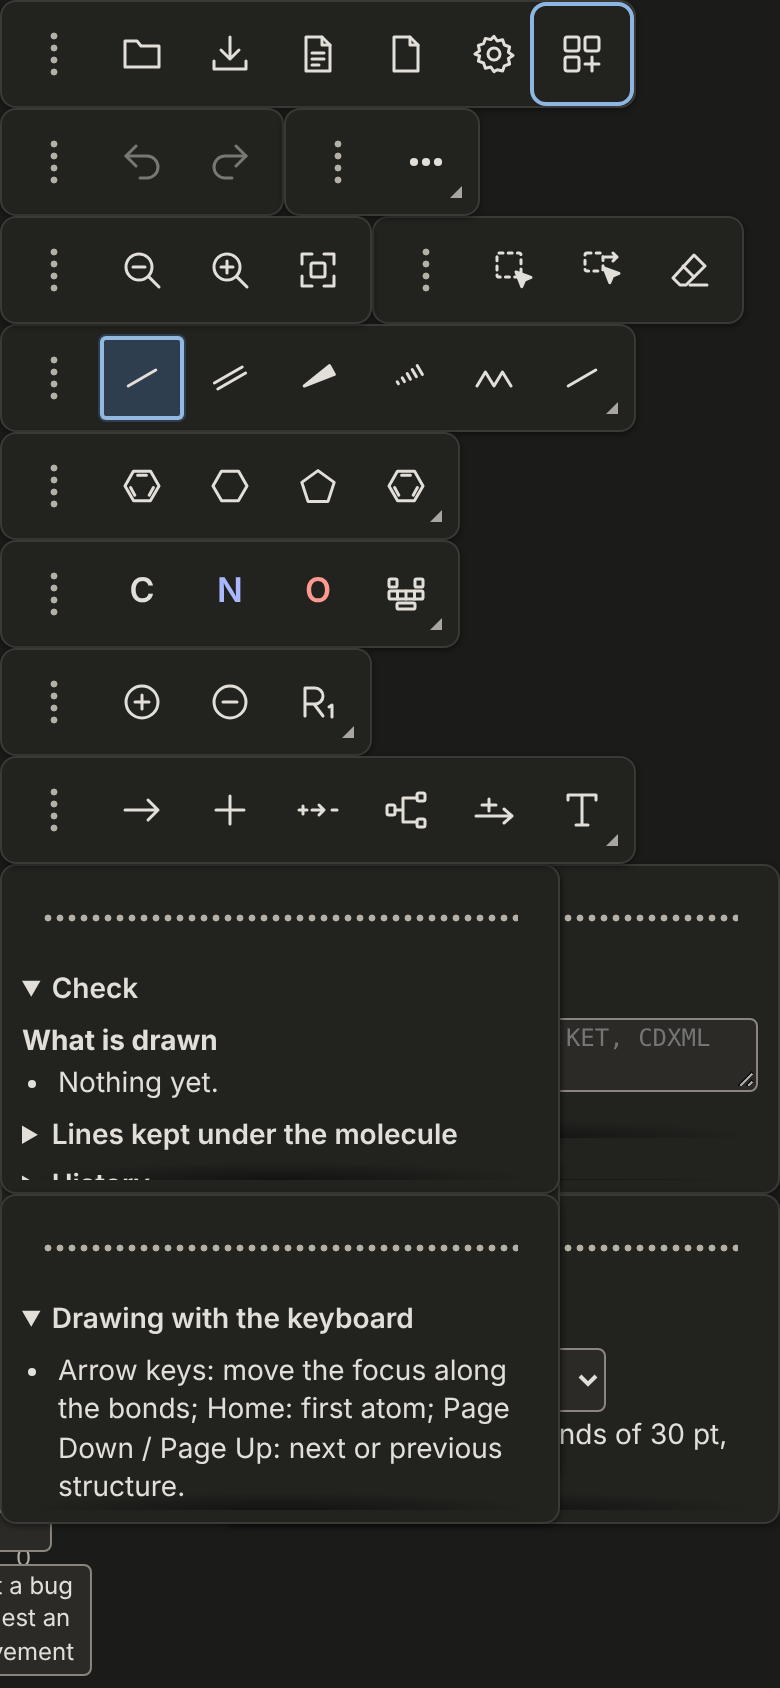 C N O
R1
T
Check
What is drawn
KET, CDXML
• Nothing yet.
Lines kept under the molecule
History
Drawing with the keyboard
• Arrow keys: move the focus along
the bonds; Home: first atom; Page
Down / Page Up: next or previous
structure.
of 30 pt,
t a bug
est an
vement